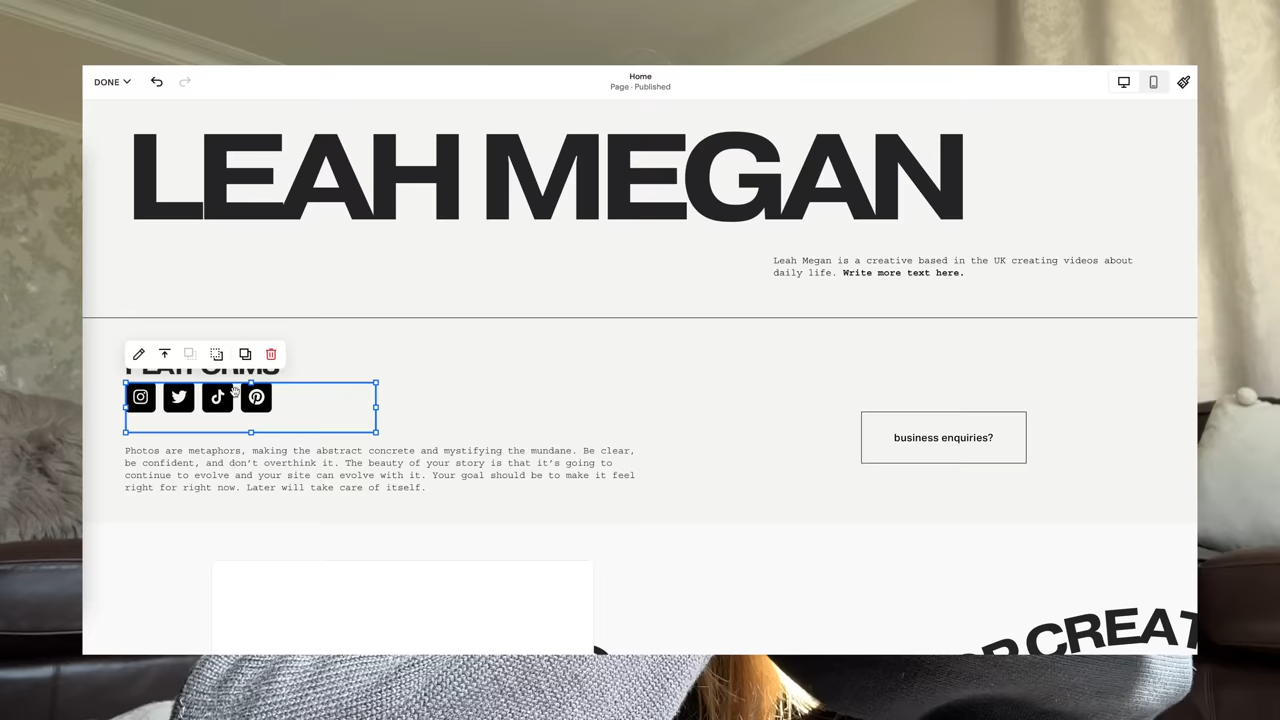 DONE
Home
Page · Published
LEAH MEGAN
Leah Megan is a creative based in the UK creating videos about
daily life. Write more text here.
PLATFORMS
Photos are metaphors, making the abstract concrete and mystifying the mundane. Be clear,
be confident, and don’t overthink it. The beauty of your story is that it’s going to
continue to evolve and your site can evolve with it. Your goal should be to make it feel
right for right now. Later will take care of itself.
business enquiries?
OR CREAT